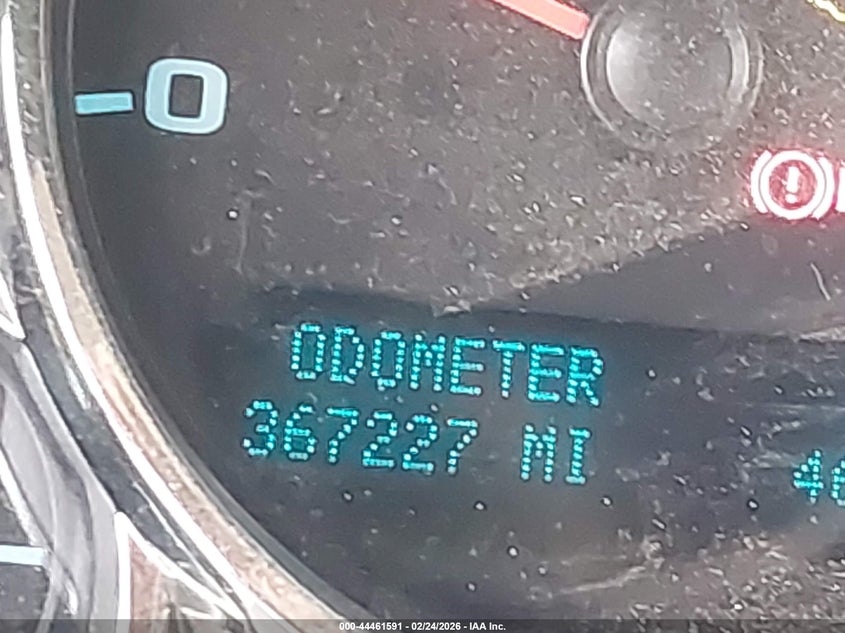 0
ODOMETER
367227 MI
000-44461591 - 02/24/2026 - IAA Inc.